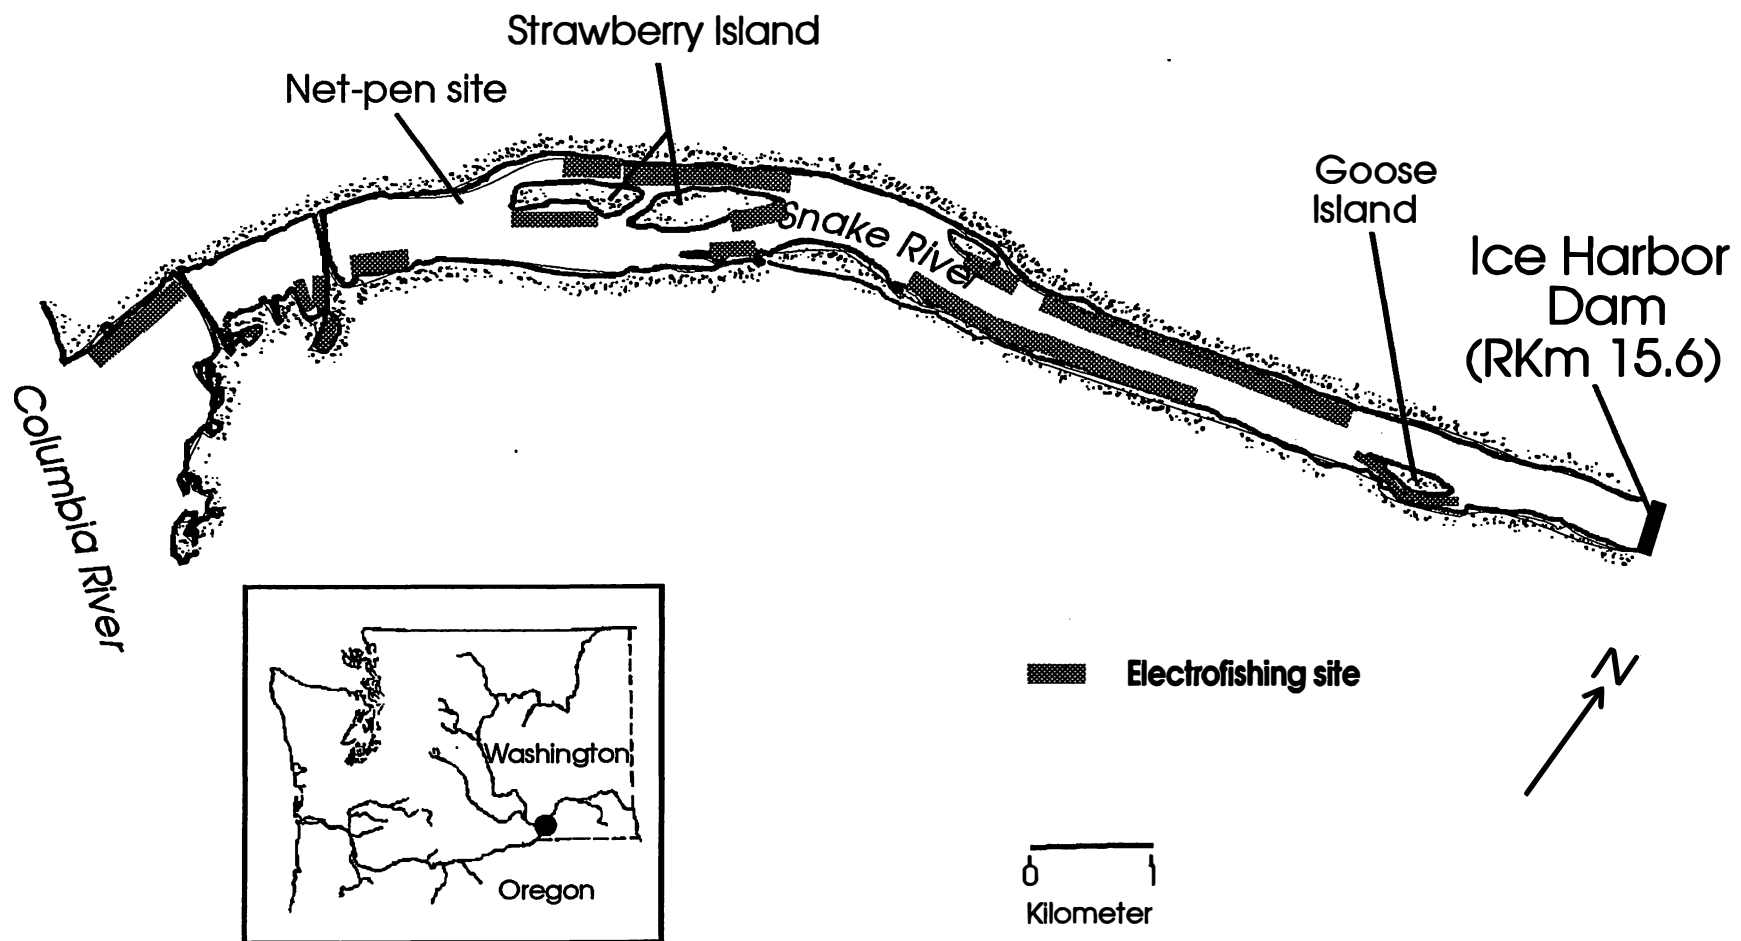 Strawberry Island
Net-pen site
Goose
Island
Snake River
Ice Harbor
Dam
(RKm 15.6)
Columbia River
Electrofishing site
N
Washington
Oregon
0 1
Kilometer